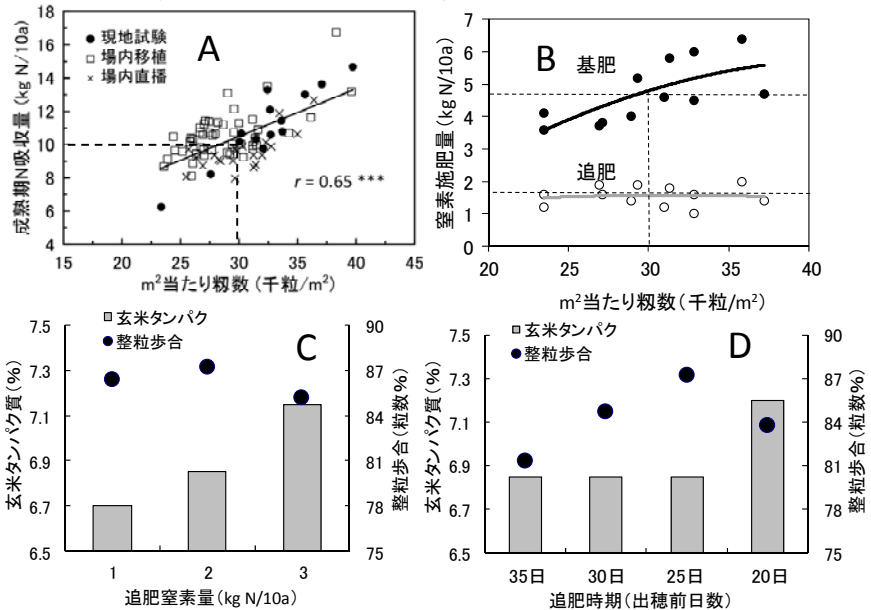 A
● 現地試験
□ 場内移植
× 場内直播
成熟期N吸収量 (kg N/10a)
18
16
14
12
10
8
6
4
r = 0.65 ***
15 20 25 30 35 40 45
m²当たり籾数 (千粒/m²)
B
窒素施肥量 (kg N/10a)
7
6
5
4
3
2
1
0
基肥
追肥
20 25 30 35 40
m²当たり籾数(千粒/m²)
C
玄米タンパク
整粒歩合
玄米タンパク質(%)
7.5
7.3
7.1
6.9
6.7
6.5
整粒歩合(粒数%)
90
87
84
81
78
75
1 2 3
追肥窒素量(kg N/10a)
D
玄米タンパク
整粒歩合
玄米タンパク質(%)
7.5
7.3
7.1
6.9
6.7
6.5
整粒歩合(粒数%)
90
87
84
81
78
75
35日 30日 25日 20日
追肥時期(出穂前日数)